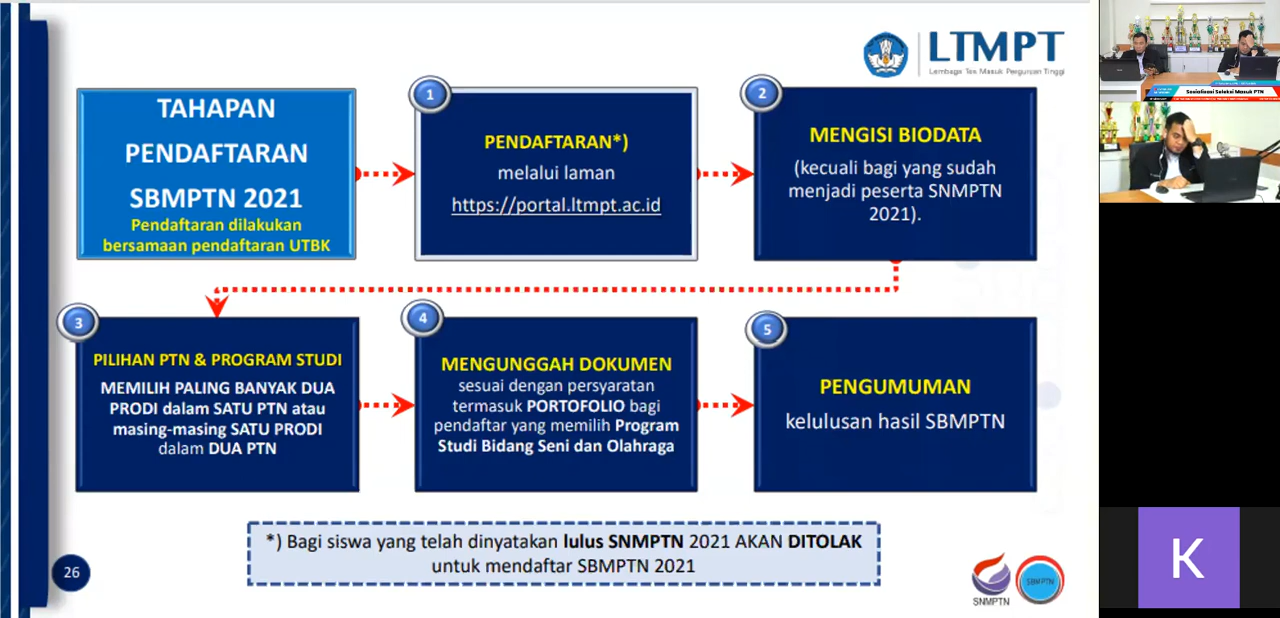 LTMPT
Lembaga Tes Masuk Perguruan Tinggi
TAHAPAN
PENDAFTARAN
SBMPTN 2021
Pendaftaran dilakukan
bersamaan pendaftaran UTBK
1
PENDAFTARAN*)
melalui laman
https://portal.ltmpt.ac.id
2
MENGISI BIODATA
(kecuali bagi yang sudah
menjadi peserta SNMPTN
2021).
3
PILIHAN PTN & PROGRAM STUDI
MEMILIH PALING BANYAK DUA
PRODI dalam SATU PTN atau
masing-masing SATU PRODI
dalam DUA PTN
4
MENGUNGGAH DOKUMEN
sesuai dengan persyaratan
termasuk PORTOFOLIO bagi
pendaftar yang memilih Program
Studi Bidang Seni dan Olahraga
5
PENGUMUMAN
kelulusan hasil SBMPTN
*) Bagi siswa yang telah dinyatakan lulus SNMPTN 2021 AKAN DITOLAK
untuk mendaftar SBMPTN 2021
26
SNMPTN
SBMPTN
Sosialisasi Seleksi Masuk PTN
K